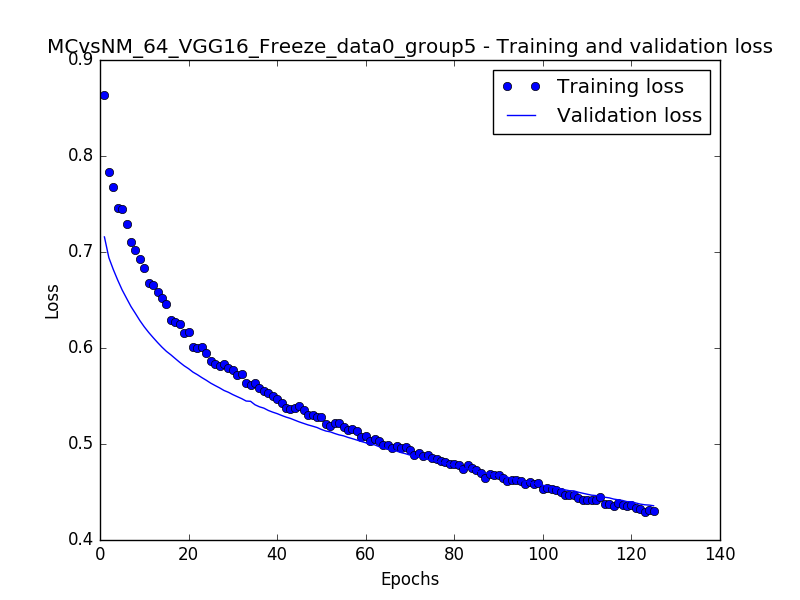 MCvsNM_64_VGG16_Freeze_data0_group5 - Training and validation loss
Training loss
Validation loss
0.9
0.8
0.7
0.6
0.5
0.4
Loss
0 20 40 60 80 100 120 140
Epochs